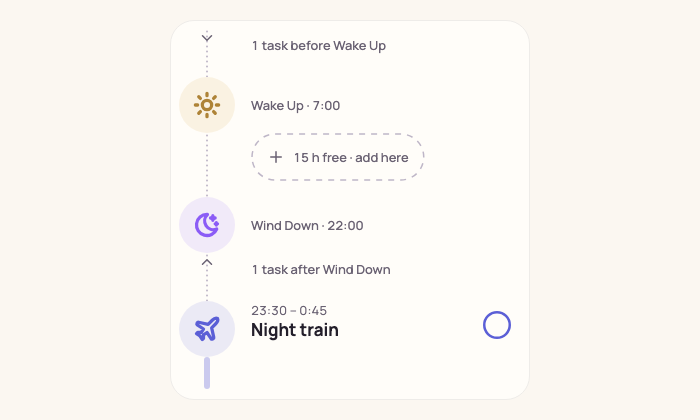 1 task before Wake Up
Wake Up · 7:00
15 h free · add here
Wind Down · 22:00
1 task after Wind Down
23:30 – 0:45
Night train